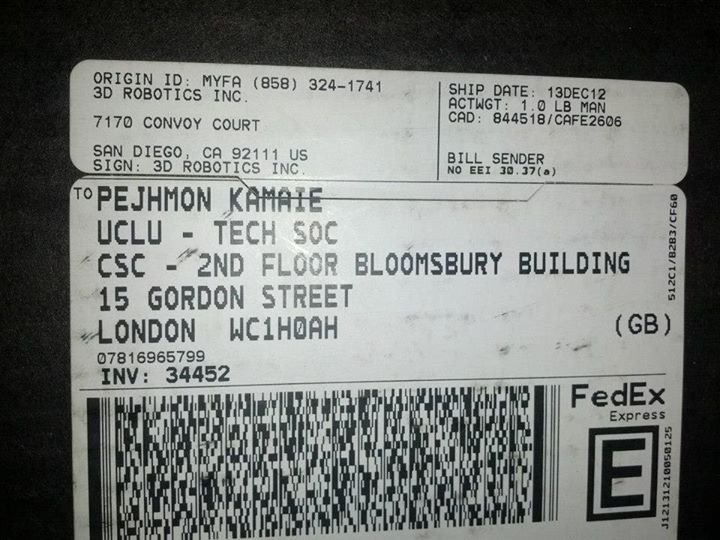 ORIGIN ID: MYFA (858) 324-1741
3D ROBOTICS INC.
7170 CONVOY COURT
SAN DIEGO, CA 92111 US
SIGN: 3D ROBOTICS INC.
SHIP DATE: 13DEC12
ACTWGT: 1.0 LB MAN
CAD: 844518/CAFE2606
BILL SENDER
NO EEI 30.37(a)
TO PEJHMON KAMAIE
UCLU - TECH SOC
CSC - 2ND FLOOR BLOOMSBURY BUILDING
15 GORDON STREET
LONDON WC1H0AH (GB)
07816965799
INV: 34452
512C1/B2B3/CF60
FedEx
Express
E
J12131210050125